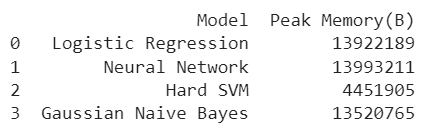 Model Peak Memory(B)
0 Logistic Regression 13922189
1 Neural Network 13993211
2 Hard SVM 4451905
3 Gaussian Naive Bayes 13520765